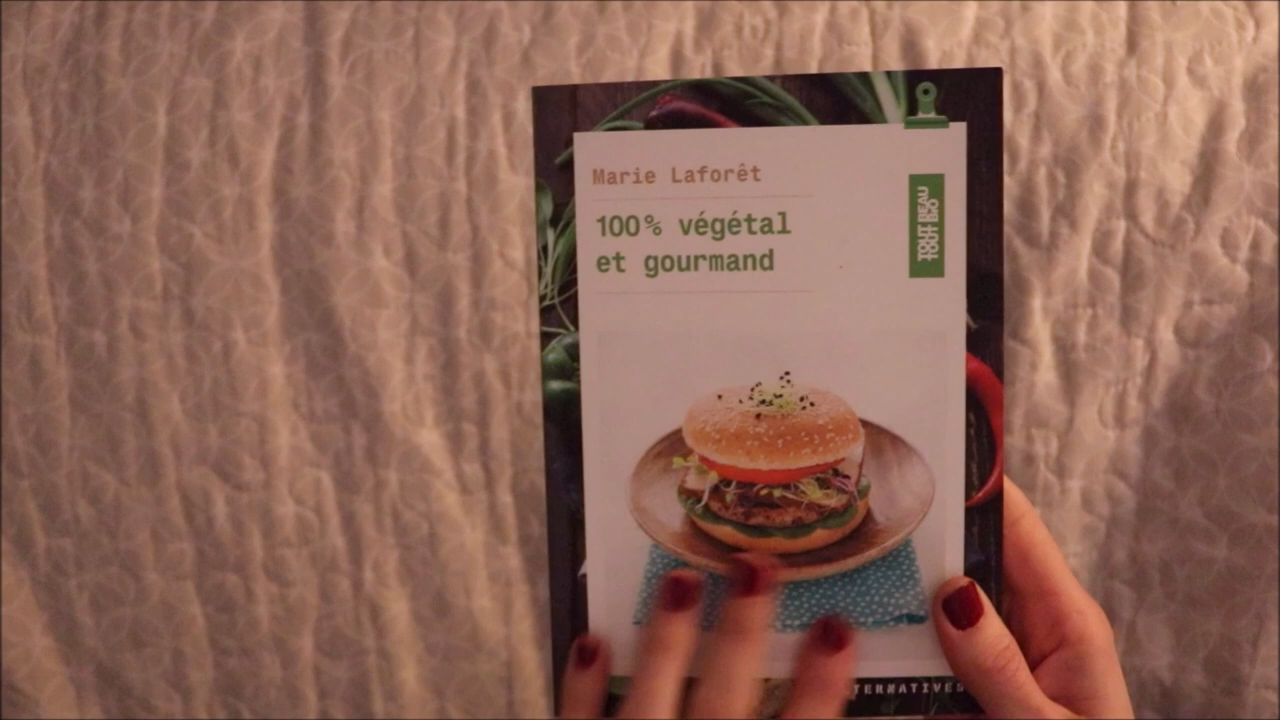 Marie Laforêt
100% végétal
et gourmand
TOUT BEAU
TOUT BIO
TERNATIVES